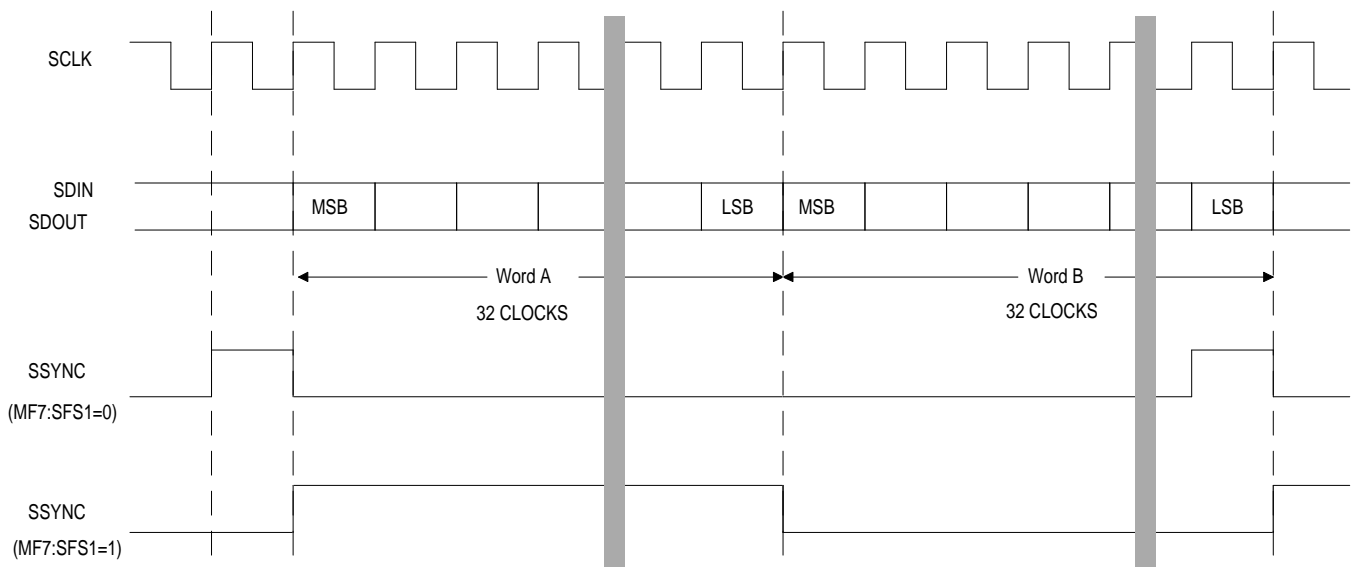 SCLK
SDIN
SDOUT
MSB
LSB
MSB
LSB
Word A
32 CLOCKS
Word B
32 CLOCKS
SSYNC
(MF7:SFS1=0)
SSYNC
(MF7:SFS1=1)